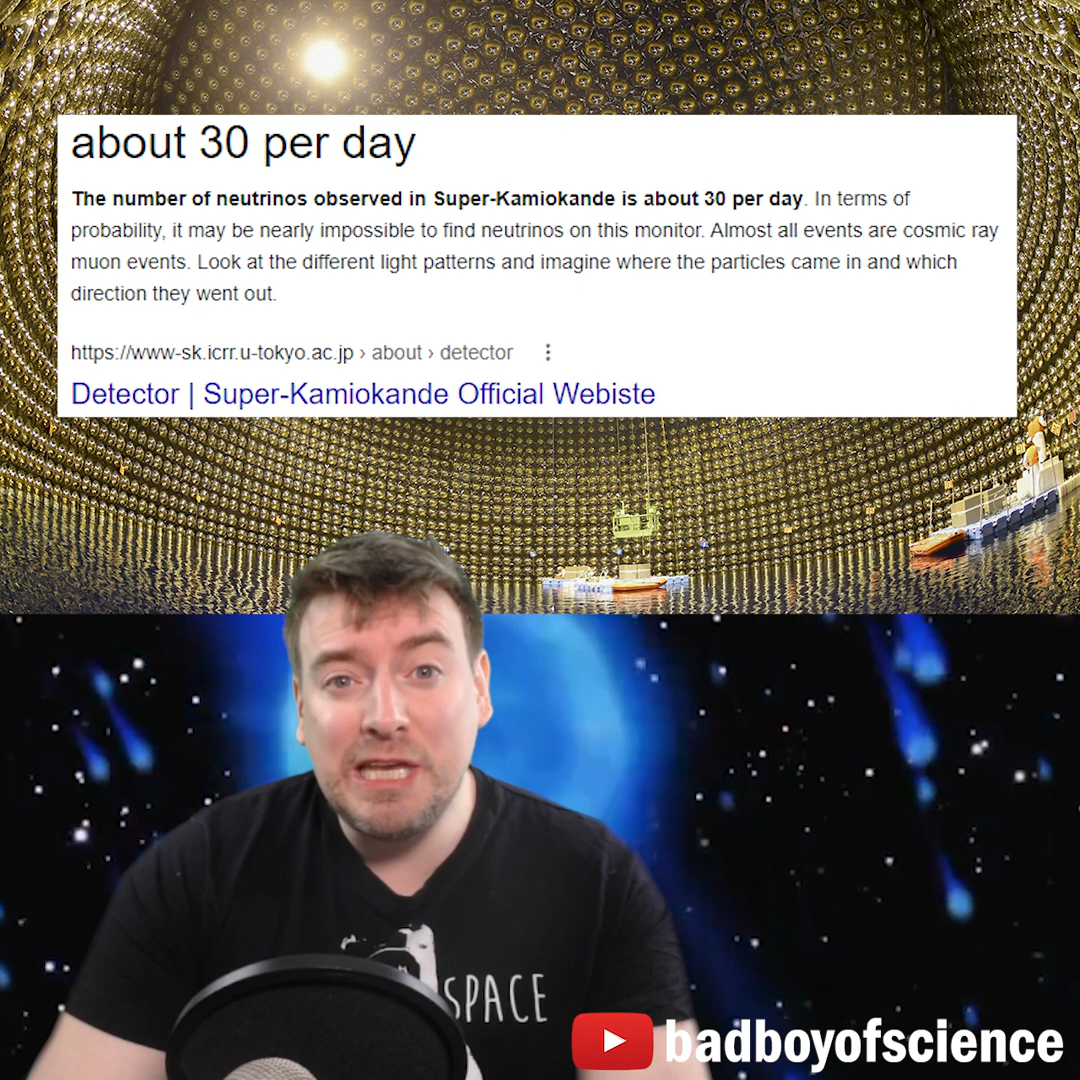 about 30 per day
The number of neutrinos observed in Super-Kamiokande is about 30 per day. In terms of
probability, it may be nearly impossible to find neutrinos on this monitor. Almost all events are cosmic ray
muon events. Look at the different light patterns and imagine where the particles came in and which
direction they went out.
https://www-sk.icrr.u-tokyo.ac.jp › about › detector
Detector | Super-Kamiokande Official Webiste
SPACE
badboyofscience